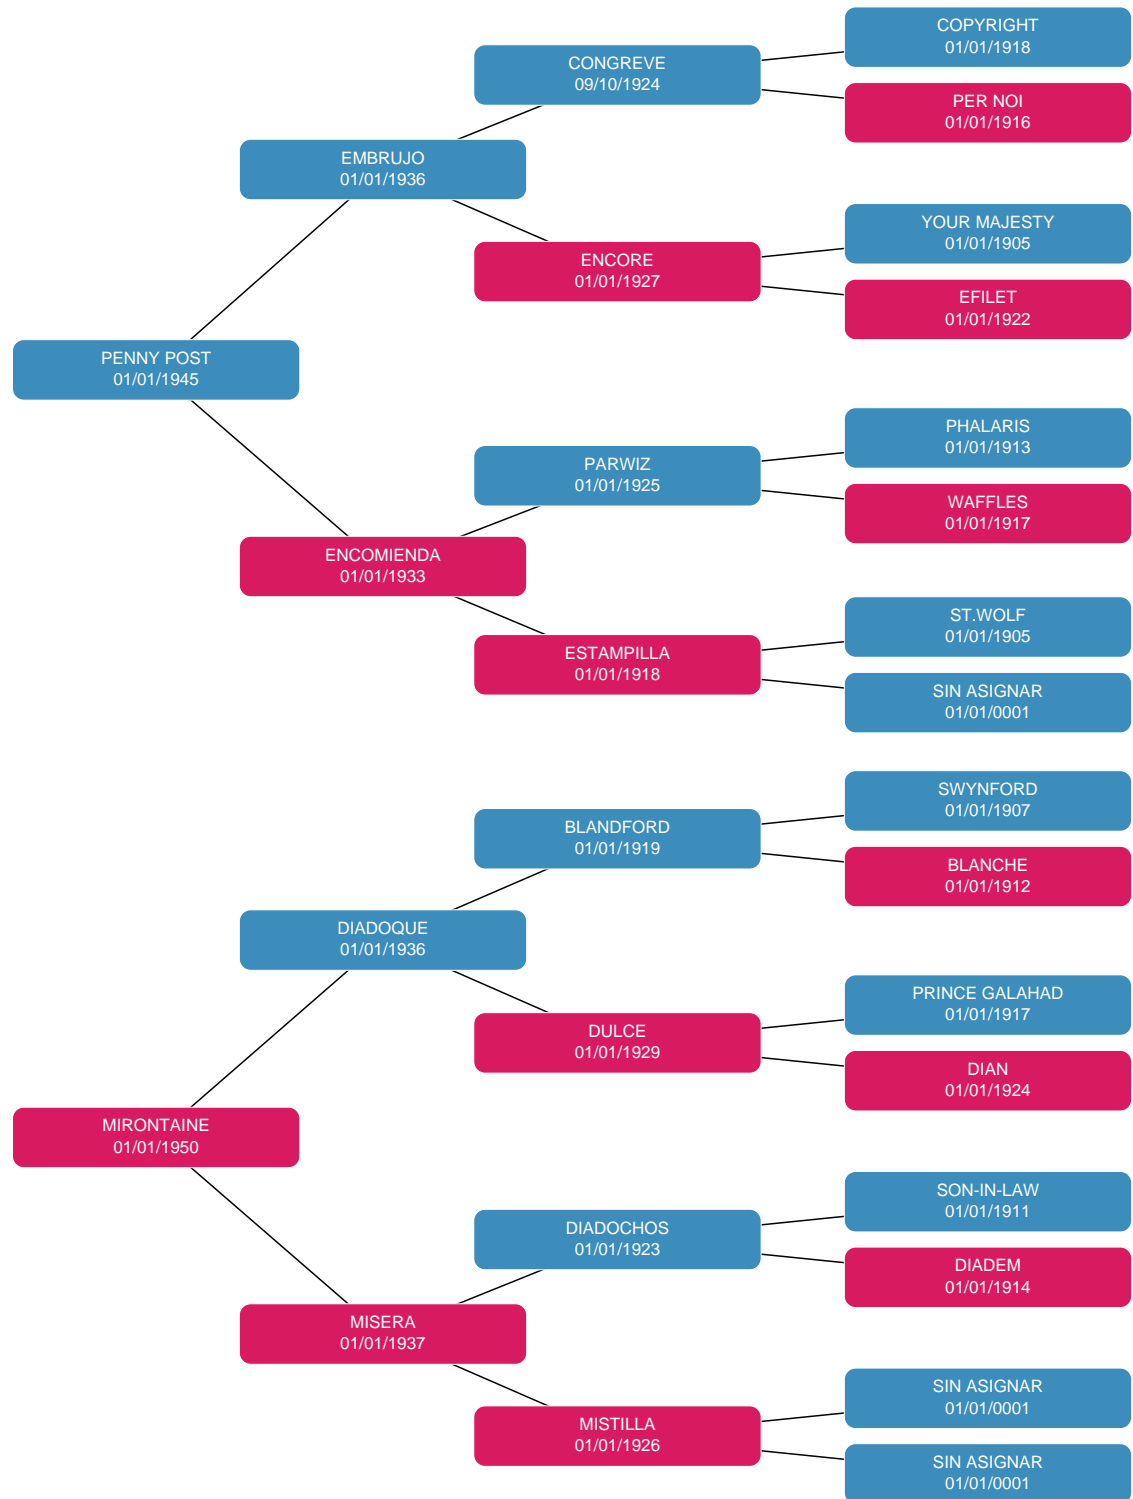 COPYRIGHT
01/01/1918
CONGREVE
09/10/1924
PER NOI
01/01/1916
EMBRUJO
01/01/1936
YOUR MAJESTY
01/01/1905
ENCORE
01/01/1927
EFILET
01/01/1922
PENNY POST
01/01/1945
PHALARIS
01/01/1913
PARWIZ
01/01/1925
WAFFLES
01/01/1917
ENCOMIENDA
01/01/1933
ST.WOLF
01/01/1905
ESTAMPILLA
01/01/1918
SIN ASIGNAR
01/01/0001
SWYNFORD
01/01/1907
BLANDFORD
01/01/1919
BLANCHE
01/01/1912
DIADOQUE
01/01/1936
PRINCE GALAHAD
01/01/1917
DULCE
01/01/1929
DIAN
01/01/1924
MIRONTAINE
01/01/1950
SON-IN-LAW
01/01/1911
DIADOCHOS
01/01/1923
DIADEM
01/01/1914
MISERA
01/01/1937
SIN ASIGNAR
01/01/0001
MISTILLA
01/01/1926
SIN ASIGNAR
01/01/0001